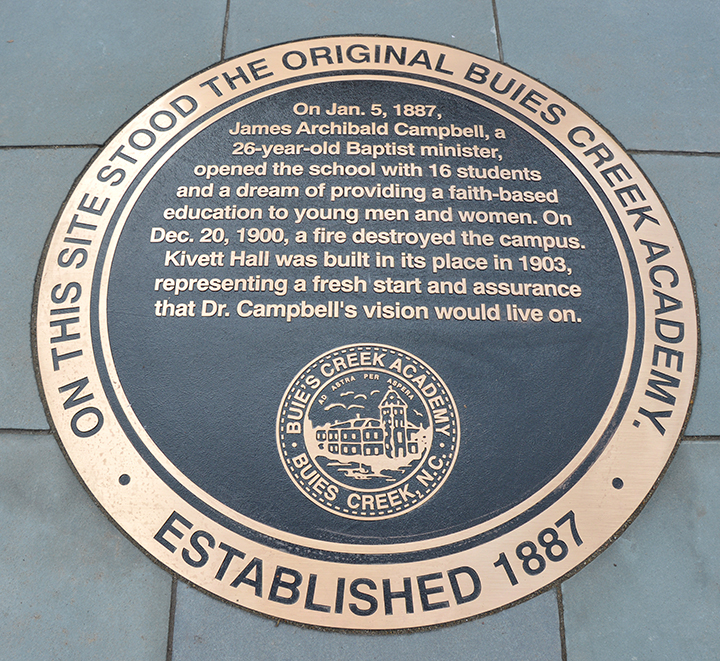 ON THIS SITE STOOD THE ORIGINAL BUIES CREEK ACADEMY.
On Jan. 5, 1887,
James Archibald Campbell, a
26-year-old Baptist minister,
opened the school with 16 students
and a dream of providing a faith-based
education to young men and women. On
Dec. 20, 1900, a fire destroyed the campus.
Kivett Hall was built in its place in 1903,
representing a fresh start and assurance
that Dr. Campbell's vision would live on.
BUIE'S CREEK ACADEMY
AD ASTRA PER ASPERA
BUIES CREEK, N.C.
• ESTABLISHED 1887 •